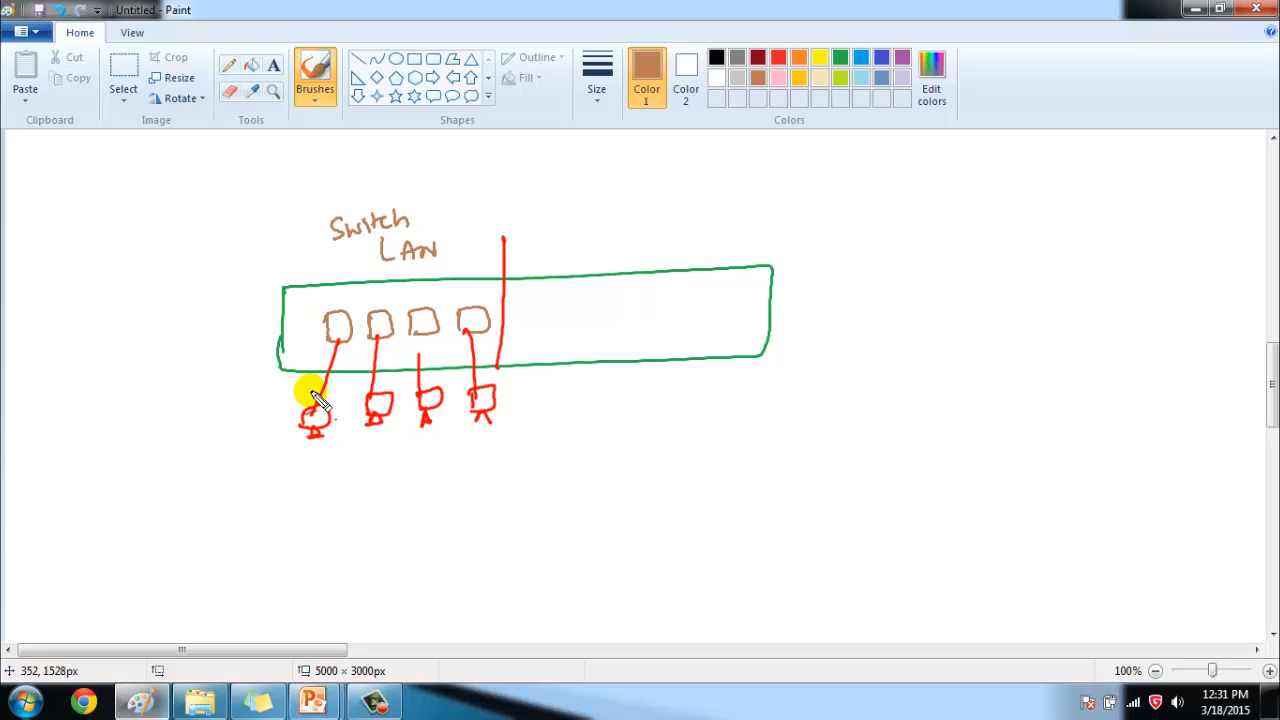 Untitled - Paint
Home
View
Paste
Cut
Copy
Clipboard
Select
Crop
Resize
Rotate
Image
Tools
Brushes
Outline
Fill
Shapes
Size
Color 1
Color 2
Edit colors
Colors
Switch
LAN
352, 1528px
5000 × 3000px
100%
12:31 PM
3/18/2015